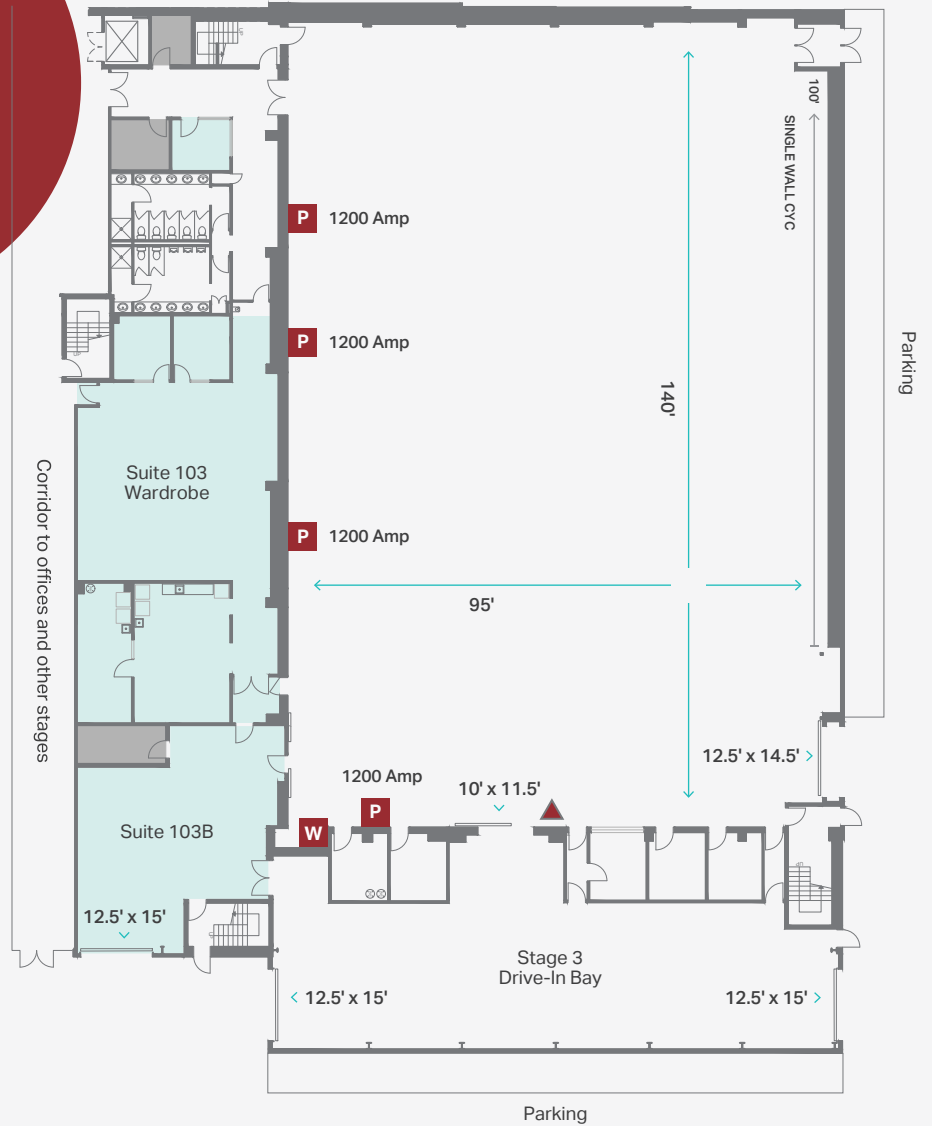 100'
SINGLE WALL CYC
P 1200 Amp
P 1200 Amp
Parking
140'
Suite 103
Wardrobe
P 1200 Amp
95'
Corridor to offices and other stages
12.5' x 14.5'
1200 Amp
P
10' x 11.5'
W
Suite 103B
12.5' x 15'
Stage 3
Drive-In Bay
12.5' x 15'
12.5' x 15'
Parking